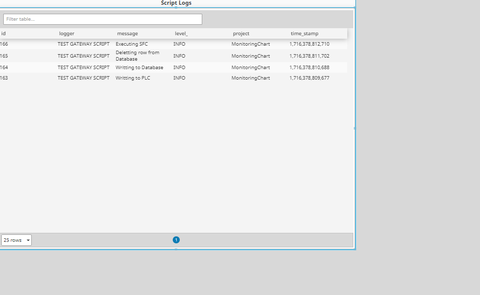 Script Logs
Filter table...
id logger message level_ project time_stamp
166 TEST GATEWAY SCRIPT Executing SFC INFO MonitoringChart 1,716,378,812,710
165 TEST GATEWAY SCRIPT Deletting row from Database INFO MonitoringChart 1,716,378,811,702
164 TEST GATEWAY SCRIPT Writting to Database INFO MonitoringChart 1,716,378,810,688
163 TEST GATEWAY SCRIPT Writting to PLC INFO MonitoringChart 1,716,378,809,677
25 rows 1